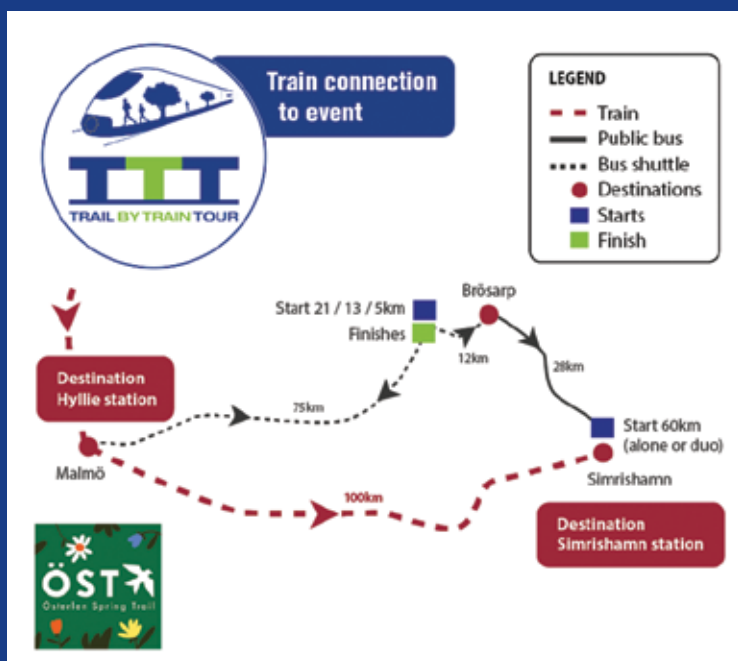 Train connection
to event
TRAIL BY TRAIN TOUR
LEGEND
Train
Public bus
Bus shuttle
Destinations
Starts
Finish
Brösarp
Start 21 / 13 / 5km
Finishes
12km
28km
Destination
Hyllie station
75km
Start 60km
(alone or duo)
Malmö
Simrishamn
100km
Destination
Simrishamn station
ÖST
Österlen Spring Trail